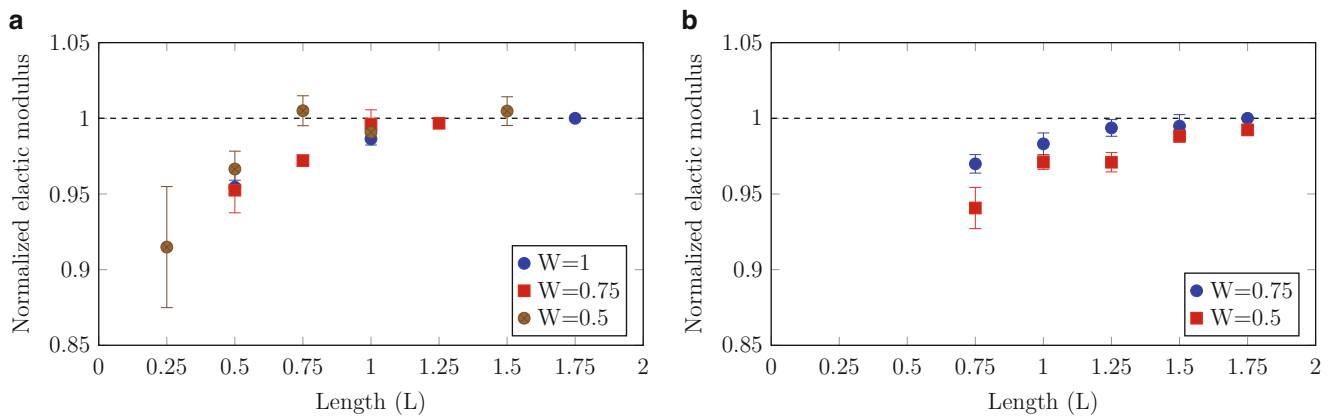 a
1.05
1
0.95
0.9
0.85
Normalized elactic modulus
W=1
W=0.75
W=0.5
0 0.25 0.5 0.75 1 1.25 1.5 1.75 2
Length (L)
b
1.05
1
0.95
0.9
0.85
Normalized elactic modulus
W=0.75
W=0.5
0 0.25 0.5 0.75 1 1.25 1.5 1.75 2
Length (L)